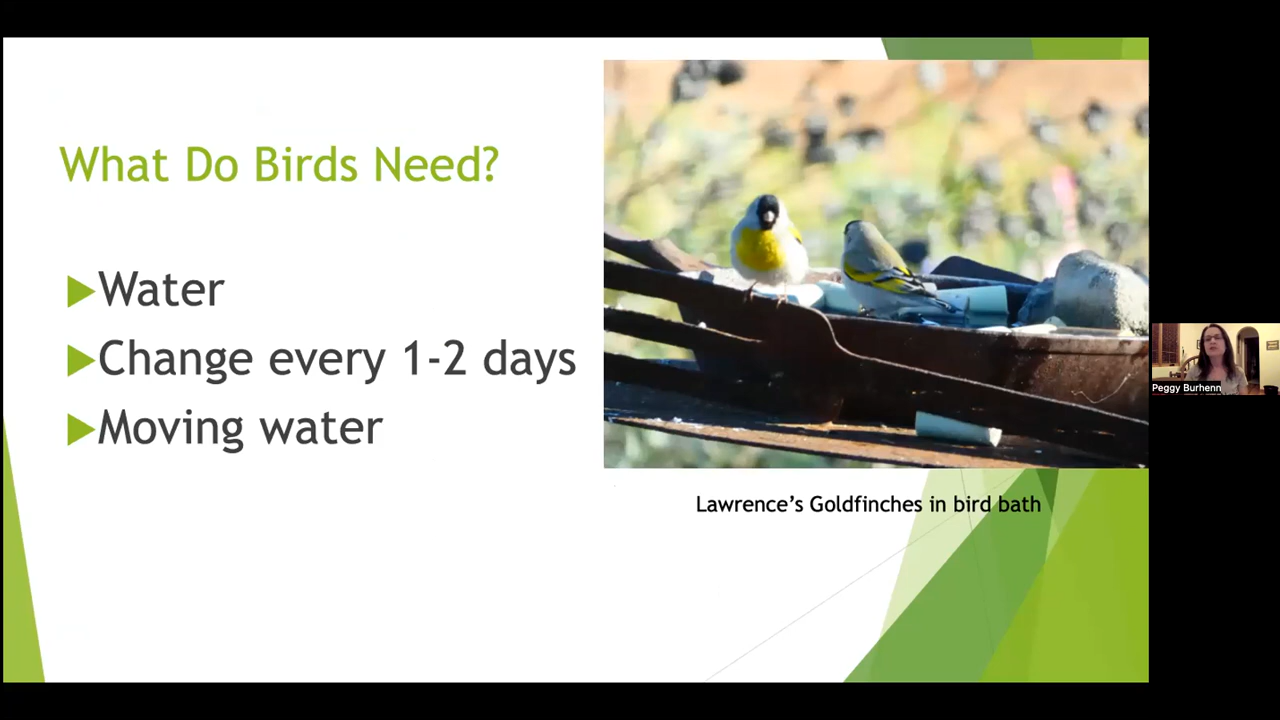 What Do Birds Need?
Water
Change every 1-2 days
Moving water
Lawrence's Goldfinches in bird bath
Peggy Burhenn